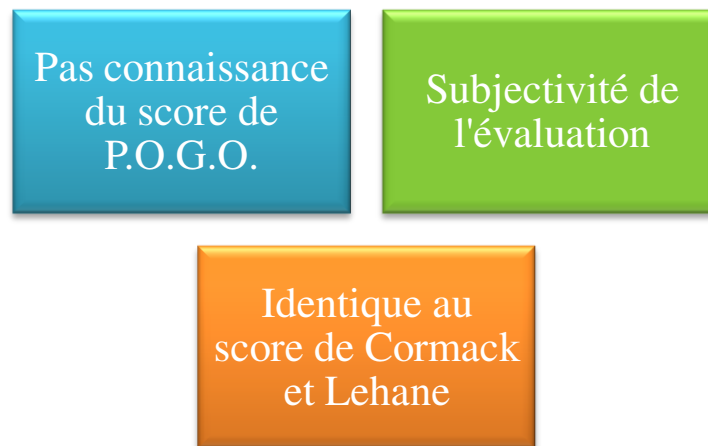 Pas connaissance
du score de
P.O.G.O.
Subjectivité de
l'évaluation
Identique au
score de Cormack
et Lehane